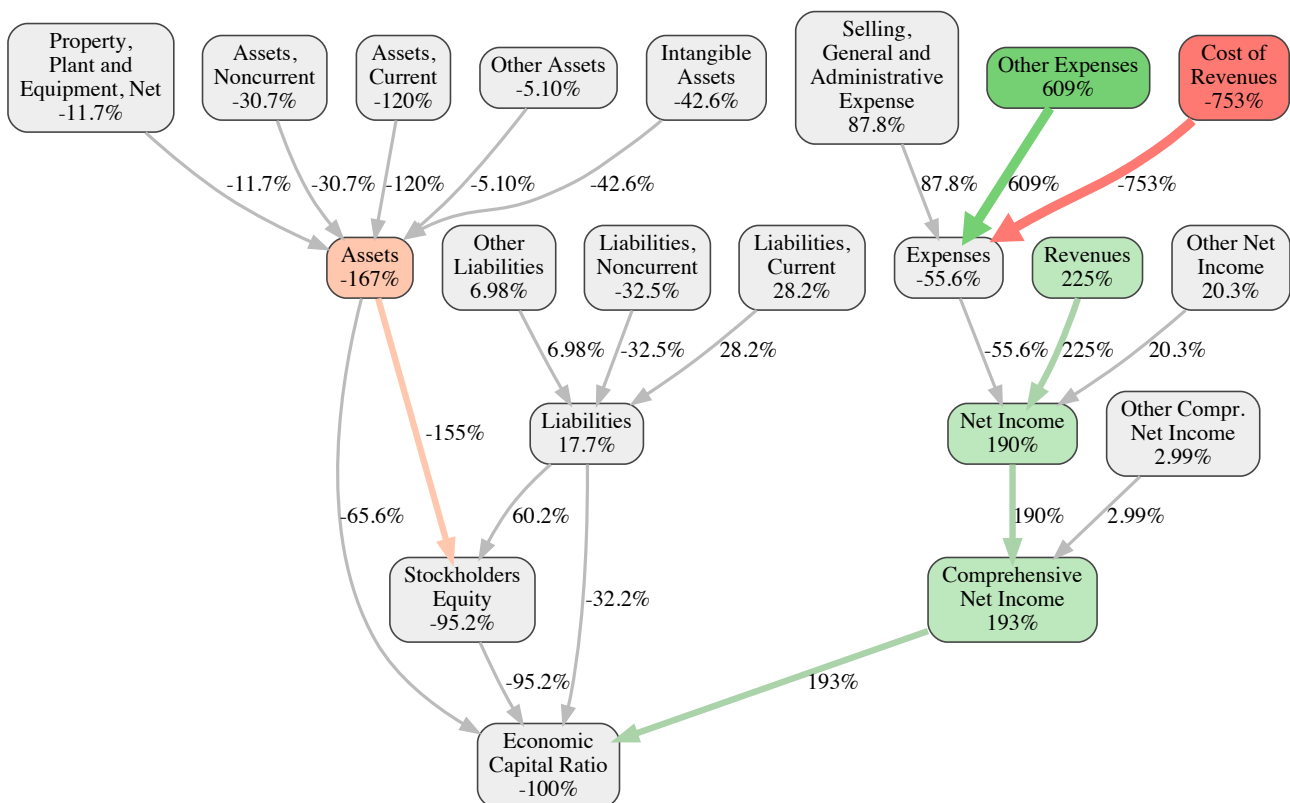 Property,
Plant and
Equipment, Net
-11.7%
Assets,
Noncurrent
-30.7%
Assets,
Current
-120%
Other Assets
-5.10%
Intangible
Assets
-42.6%
Selling,
General and
Administrative
Expense
87.8%
Other Expenses
609%
Cost of
Revenues
-753%
-11.7%
-30.7%
-120%
-5.10%
-42.6%
87.8%
609%
-753%
Assets
-167%
Other
Liabilities
6.98%
Liabilities,
Noncurrent
-32.5%
Liabilities,
Current
28.2%
Expenses
-55.6%
Revenues
225%
Other Net
Income
20.3%
6.98%
-32.5%
28.2%
-55.6%
225%
20.3%
-155%
Liabilities
17.7%
Net Income
190%
Other Compr.
Net Income
2.99%
-65.6%
60.2%
190%
2.99%
Stockholders
Equity
-95.2%
-32.2%
Comprehensive
Net Income
193%
-95.2%
193%
Economic
Capital Ratio
-100%